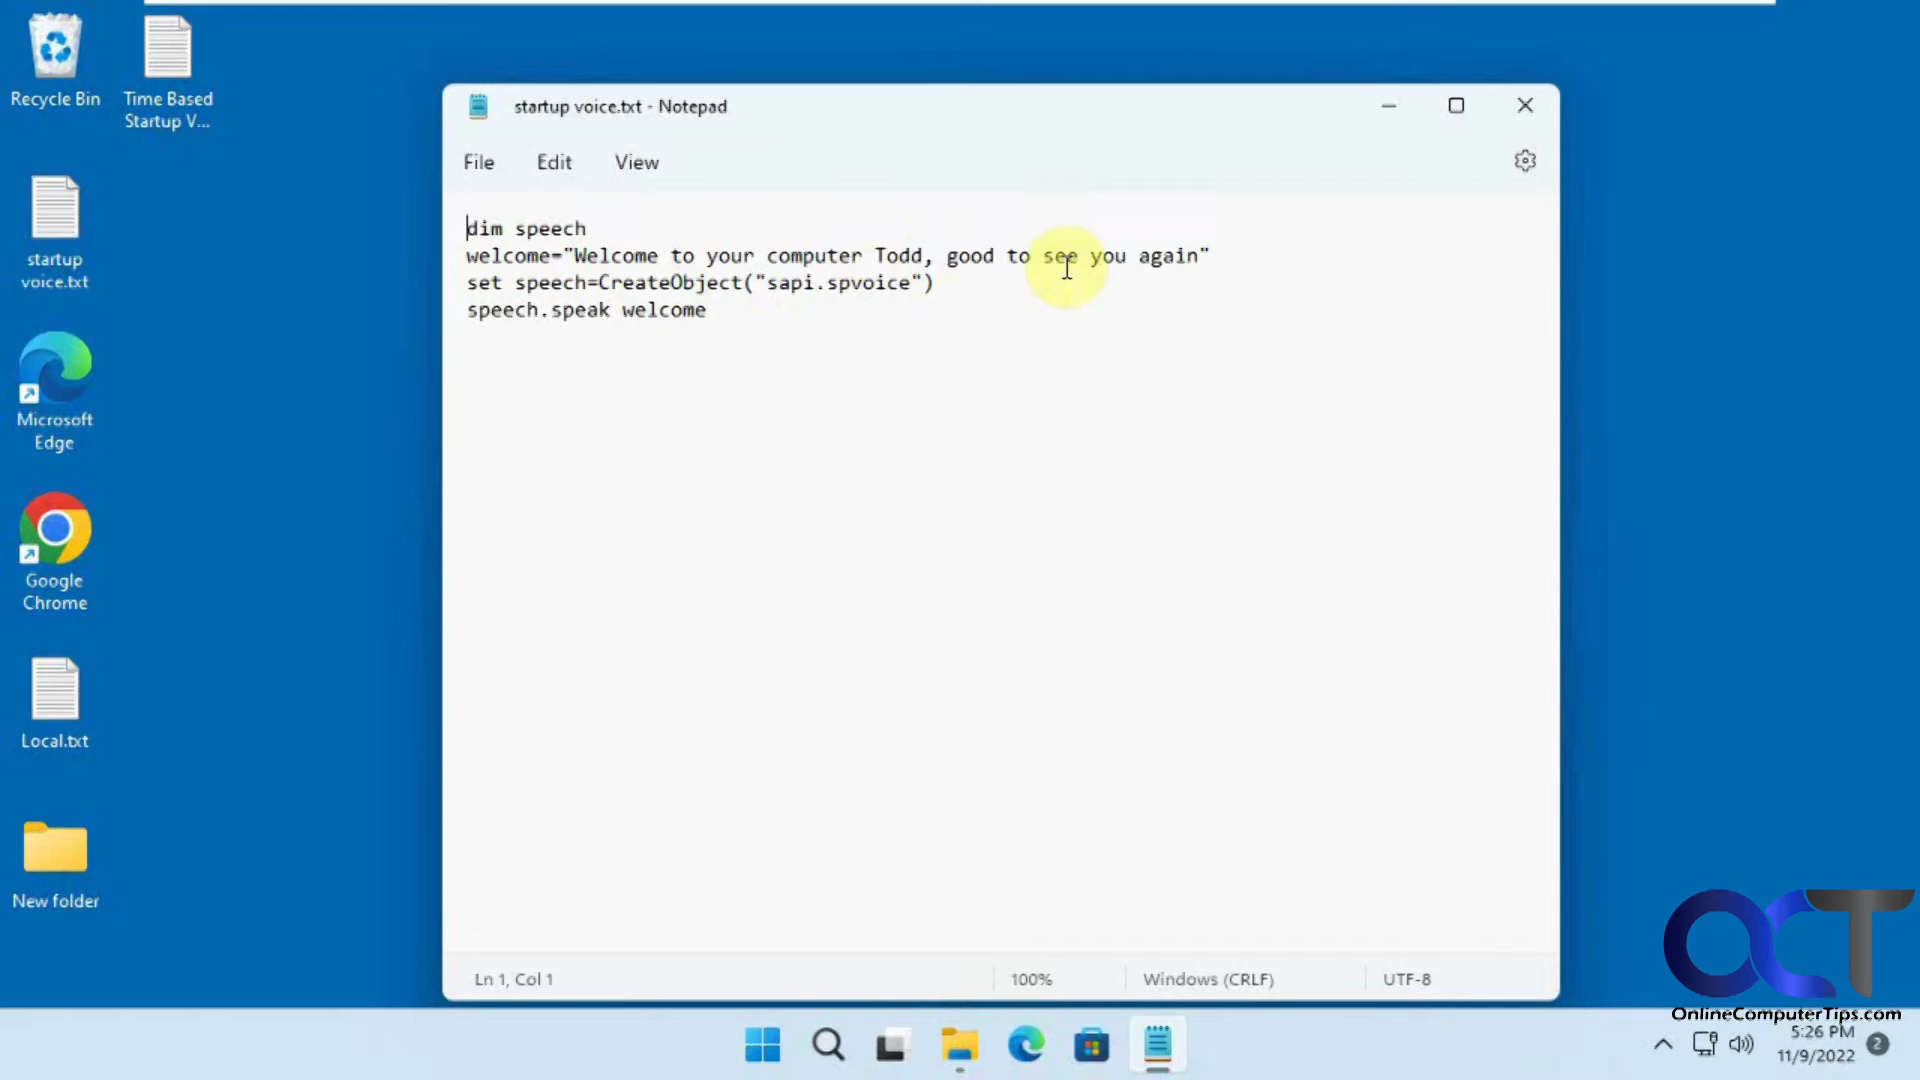 Recycle Bin
Time Based
Startup V...
startup
voice.txt
Microsoft
Edge
Google
Chrome
Local.txt
New folder
startup voice.txt - Notepad
File Edit View
dim speech
welcome="Welcome to your computer Todd, good to see you again"
set speech=CreateObject("sapi.spvoice")
speech.speak welcome
Ln 1, Col 1 100% Windows (CRLF) UTF-8
OCT
OnlineComputerTips.com
5:26 PM
11/9/2022
2